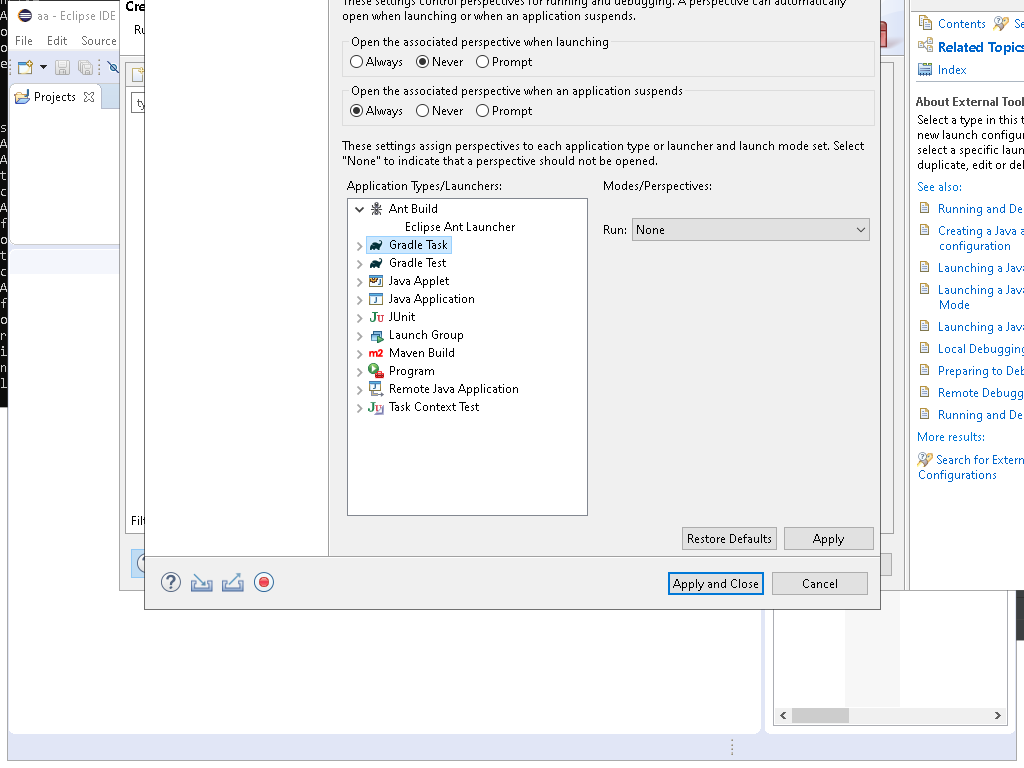 aa - Eclipse IDE
File Edit Source
Projects
Cre
Ru
ty
Filt
These settings control perspectives for running and debugging. A perspective can automatically
open when launching or when an application suspends.
Open the associated perspective when launching
Always Never Prompt
Open the associated perspective when an application suspends
Always Never Prompt
These settings assign perspectives to each application type or launcher and launch mode set. Select
"None" to indicate that a perspective should not be opened.
Application Types/Launchers:
Modes/Perspectives:
Ant Build
Eclipse Ant Launcher
Gradle Task
Gradle Test
Java Applet
Java Application
JUnit
Launch Group
Maven Build
Program
Remote Java Application
Task Context Test
Run: None
Restore Defaults Apply
Apply and Close Cancel
Contents Se
Related Topics
Index
About External Tool
Select a type in this t
new launch configur
select a specific laun
duplicate, edit or del
See also:
Running and De
Creating a Java a
configuration
Launching a Java
Launching a Java
Mode
Launching a Java
Local Debugging
Preparing to Deb
Remote Debugg
Running and De
More results:
Search for Extern
Configurations